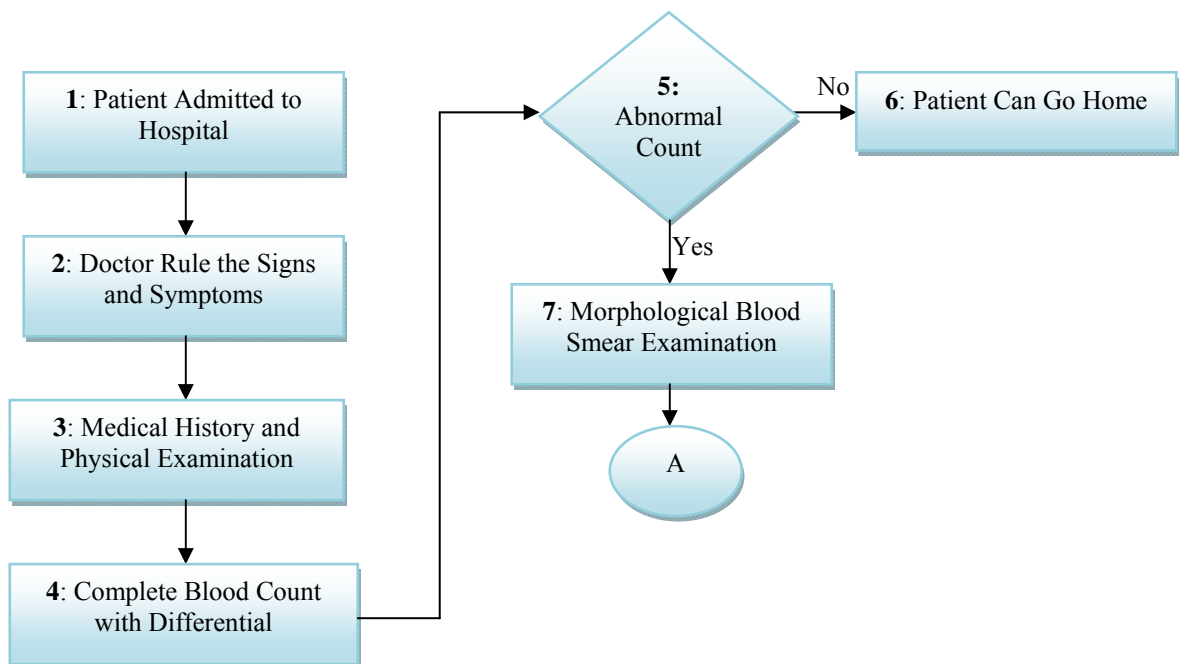 1: Patient Admitted to
Hospital
2: Doctor Rule the Signs
and Symptoms
3: Medical History and
Physical Examination
4: Complete Blood Count
with Differential
5:
Abnormal
Count
No
6: Patient Can Go Home
Yes
7: Morphological Blood
Smear Examination
A